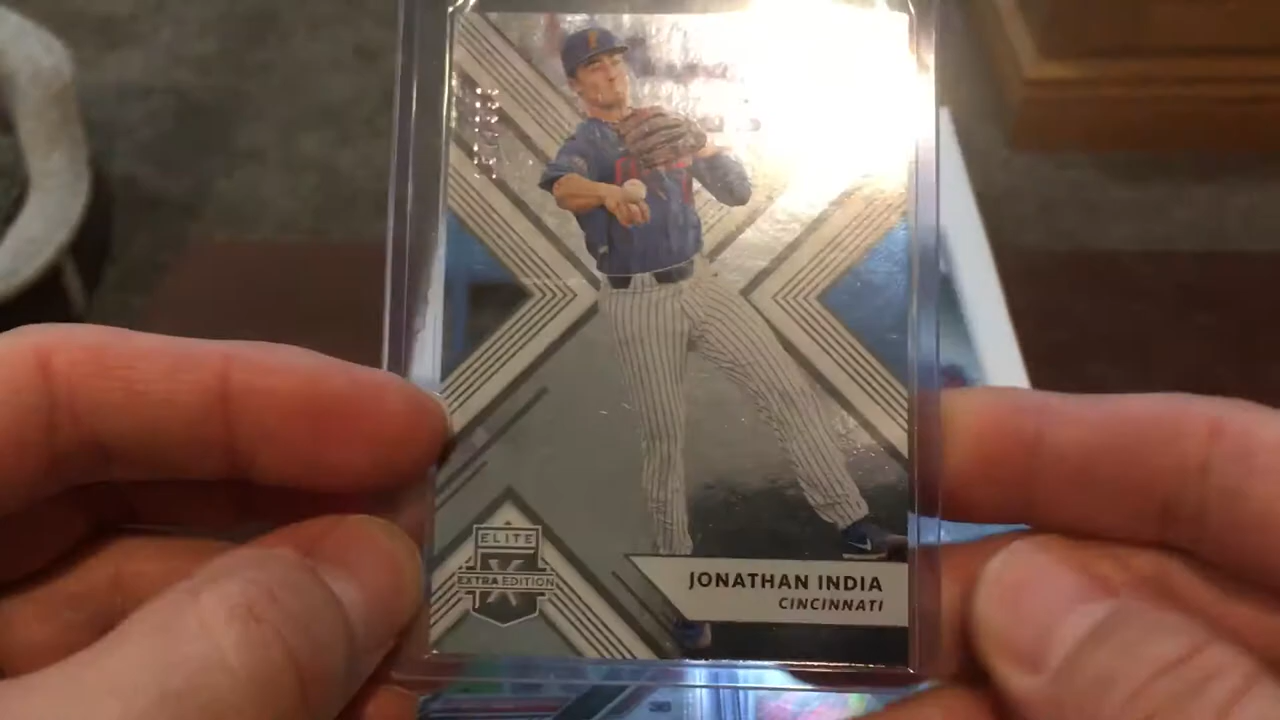 ELITE
X
EXTRA EDITION
JONATHAN INDIA
CINCINNATI